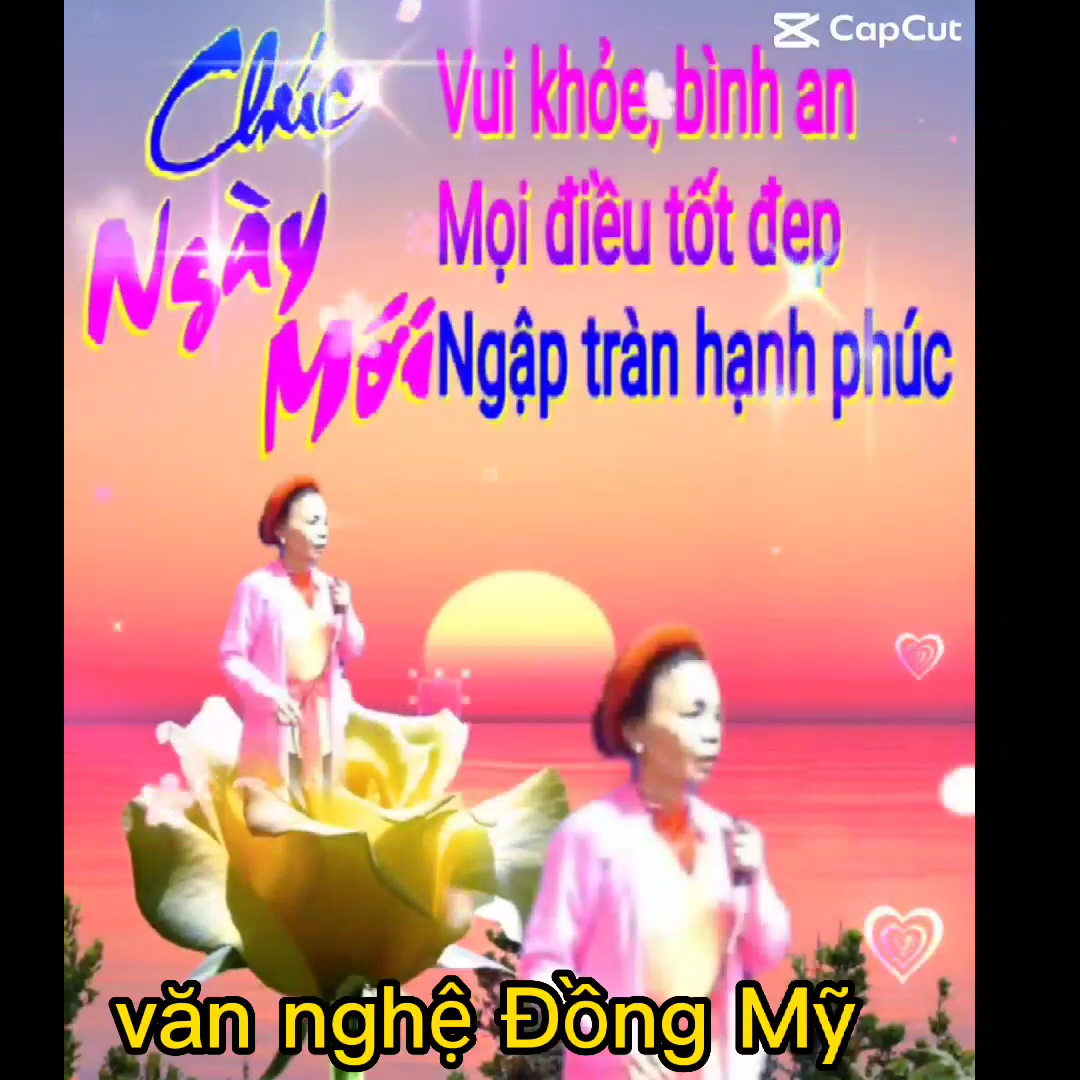 CapCut
Chúc
Ngày
Mới
Vui khỏe, bình an
Mọi điều tốt đẹp
Ngập tràn hạnh phúc
văn nghệ Đồng Mỹ